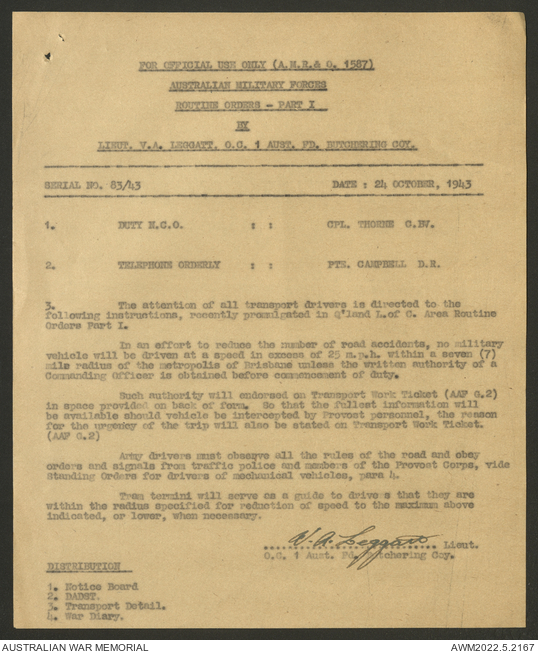 FOR OFFICIAL USE ONLY (A.M.R.& O. 1587)
AUSTRALIAN MILITARY FORCES
ROUTINE ORDERS - PART I
BY
LIEUT. V.A. LEGGATT. O.C. 1 AUST. FD. BUTCHERING COY.
SERIAL NO. 83/43 DATE : 24 OCTOBER, 1943
1. DUTY N.C.O. : : CPL. THORNE C.BW.
2. TELEPHONE ORDERLY : : PTE. CAMPBELL D.R.
3. The attention of all transport drivers is directed to the
following instructions, recently promulgated in Q'land L.of C. Area Routine
Orders Part I.
In an effort to reduce the number of road accidents, no military
vehicle will be driven at a speed in excess of 25 m.p.h. within a seven (7)
mile radius of the metropolis of Brisbane unless the written authority of a
Commanding Officer is obtained before commencement of duty.
Such authority will endorsed on Transport Work Ticket (AAF G.2)
in space provided on back of form. So that the fullest information will
be available should vehicle be intercepted by Provost personnel, the reason
for the urgency of the trip will also be stated on Transport Work Ticket.
(AAF G.2)
Army drivers must observe all the rules of the road and obey
orders and signals from traffic police and members of the Provost Corps, vide
Standing Orders for drivers of mechanical vehicles, para 4.
Tram termini will serve as a guide to drivers that they are
within the radius specified for reduction of speed to the maximum above
indicated, or lower, when necessary.
V. A. Leggatt Lieut.
O.C. 1 Aust. Fd. Butchering Coy.
DISTRIBUTION
1. Notice Board
2. DADST.
3. Transport Detail.
4. War Diary.
AUSTRALIAN WAR MEMORIAL AWM2022.5.2167